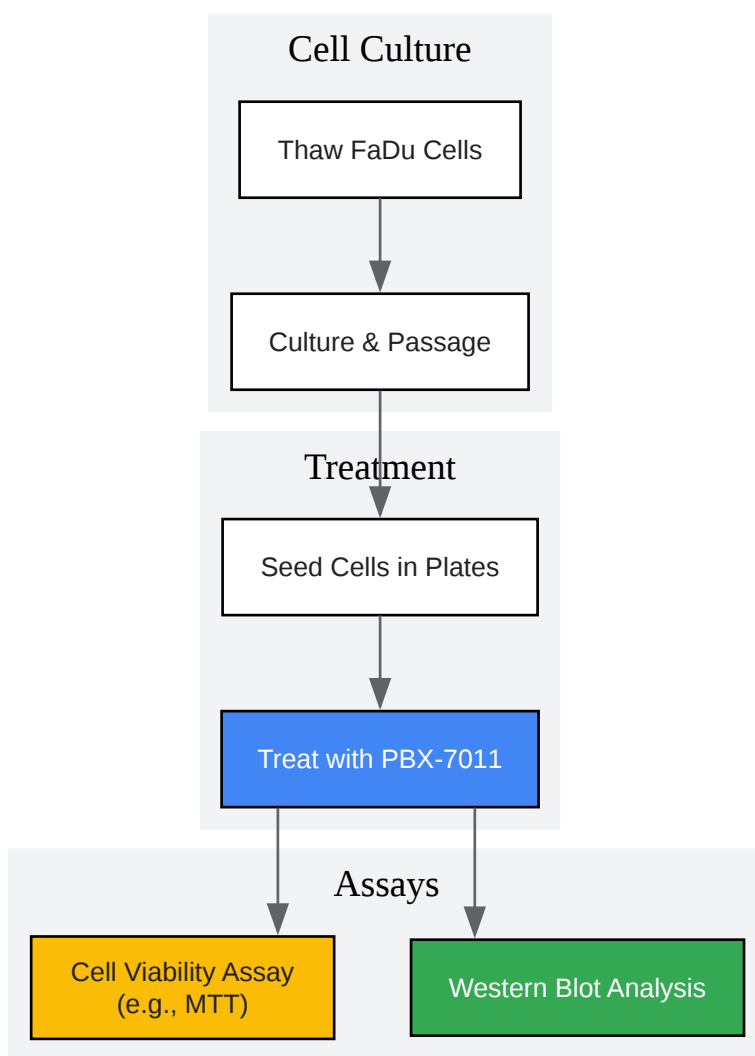 Cell Culture
Thaw FaDu Cells
Culture & Passage
Treatment
Seed Cells in Plates
Treat with PBX-7011
Assays
Cell Viability Assay
(e.g., MTT)
Western Blot Analysis